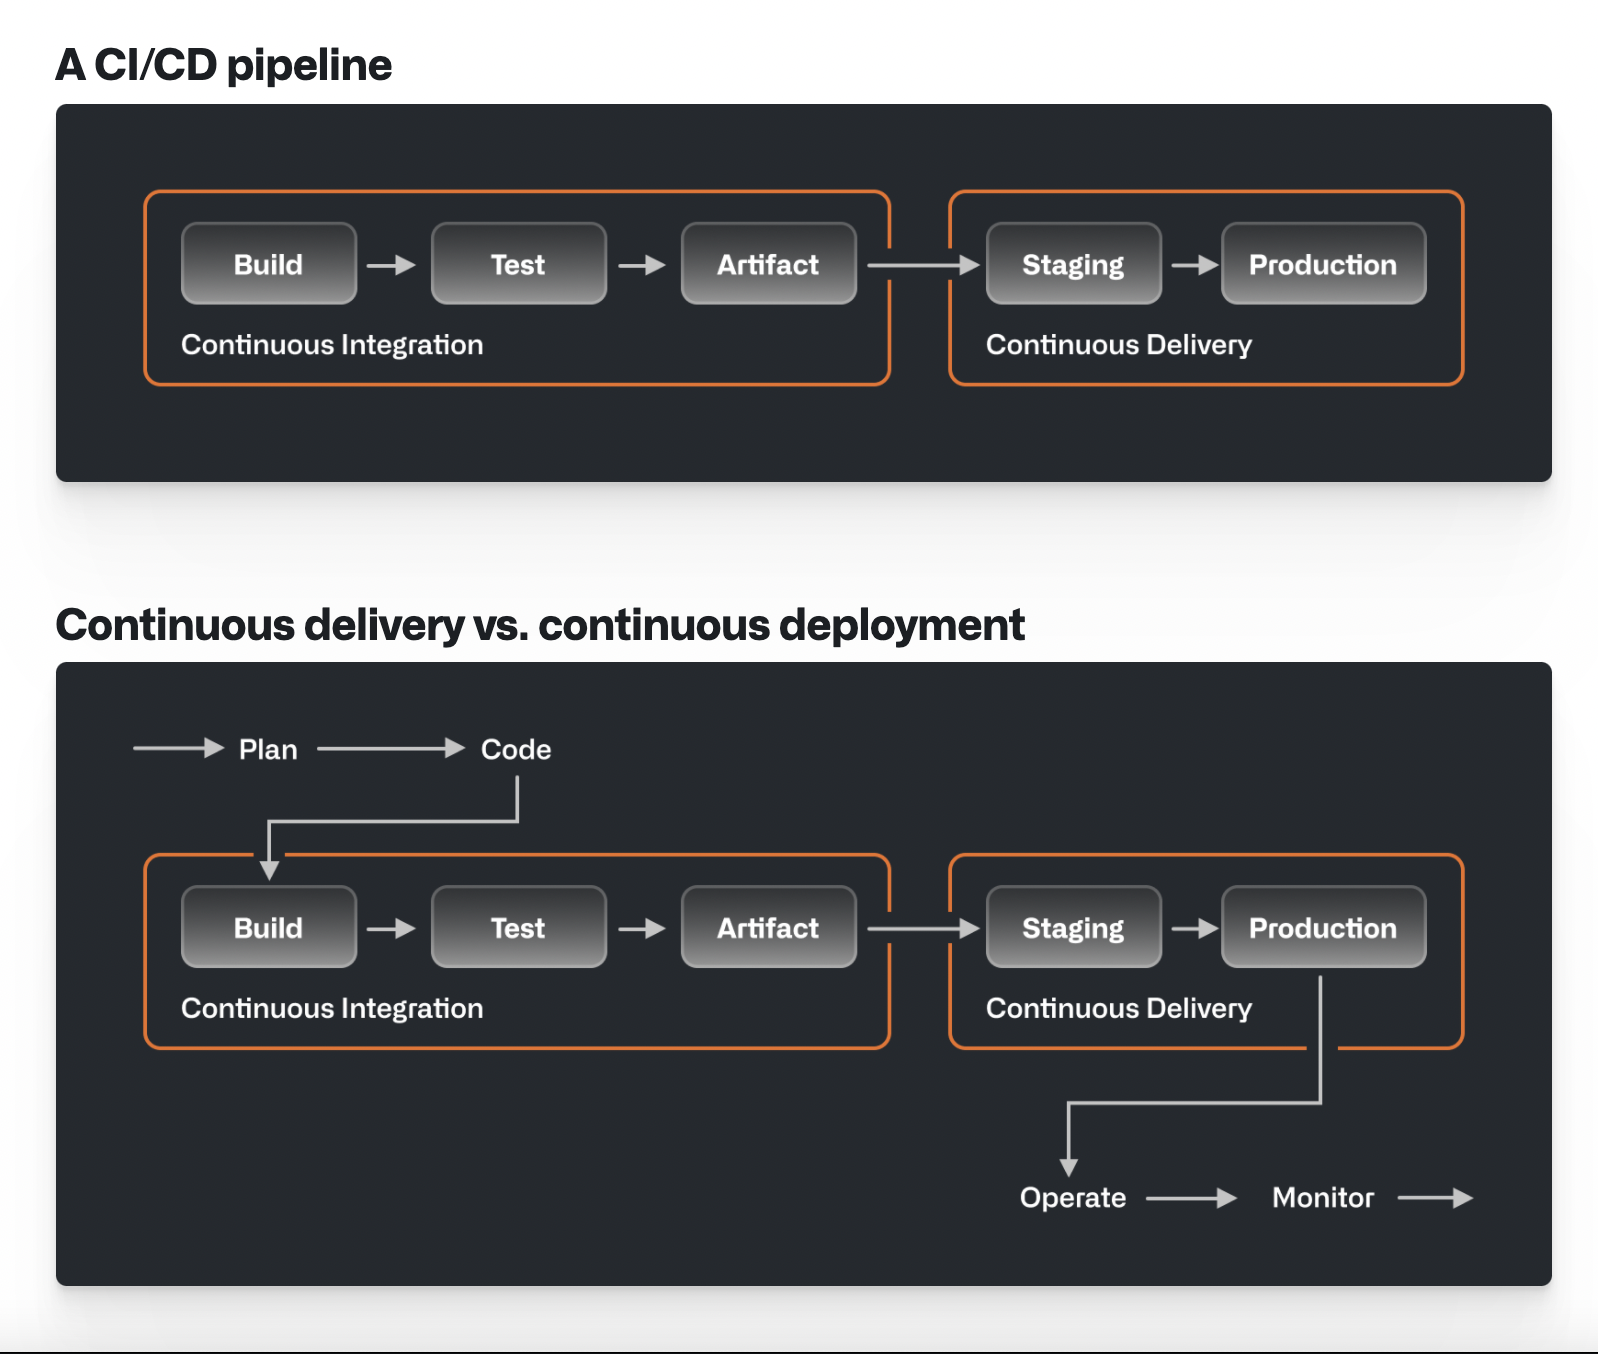 A CI/CD pipeline
Build
Test
Artifact
Staging
Production
Continuous Integration
Continuous Delivery
Continuous delivery vs. continuous deployment
Plan
Code
Build
Test
Artifact
Staging
Production
Continuous Integration
Continuous Delivery
Operate
Monitor